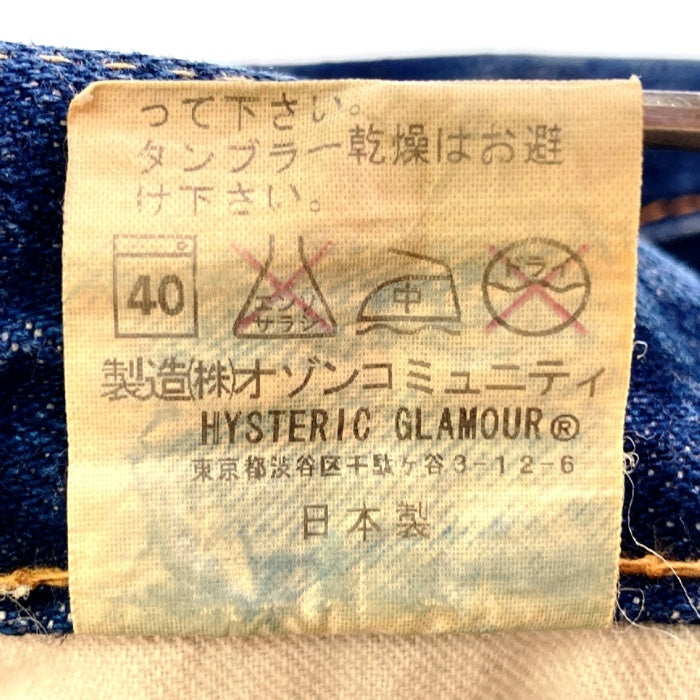 って下さい。
タンブラー乾燥はお避
け下さい。
40
エンソ
サラシ
中
ドライ
製造(株)オゾンコミュニティ
HYSTERIC GLAMOUR®
東京都渋谷区千駄ケ谷3-12-6
日本製